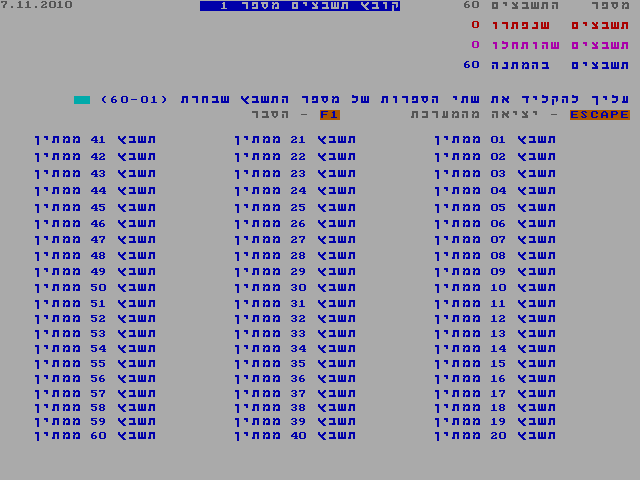 קובץ תשבצים מספר 1
7.11.2010
מספר התשבצים 60
תשבצים שנפתרו 0
תשבצים שהותחלו 0
תשבצים בהמתנה 60
עליך להקליד את שתי הספרות של מספר התשבץ שבחרת (60-01)
ESCAPE - יציאה מהמערכת F1 - הסבר
תשבץ 01 ממתין תשבץ 21 ממתין תשבץ 41 ממתין
תשבץ 02 ממתין תשבץ 22 ממתין תשבץ 42 ממתין
תשבץ 03 ממתין תשבץ 23 ממתין תשבץ 43 ממתין
תשבץ 04 ממתין תשבץ 24 ממתין תשבץ 44 ממתין
תשבץ 05 ממתין תשבץ 25 ממתין תשבץ 45 ממתין
תשבץ 06 ממתין תשבץ 26 ממתין תשבץ 46 ממתין
תשבץ 07 ממתין תשבץ 27 ממתין תשבץ 47 ממתין
תשבץ 08 ממתין תשבץ 28 ממתין תשבץ 48 ממתין
תשבץ 09 ממתין תשבץ 29 ממתין תשבץ 49 ממתין
תשבץ 10 ממתין תשבץ 30 ממתין תשבץ 50 ממתין
תשבץ 11 ממתין תשבץ 31 ממתין תשבץ 51 ממתין
תשבץ 12 ממתין תשבץ 32 ממתין תשבץ 52 ממתין
תשבץ 13 ממתין תשבץ 33 ממתין תשבץ 53 ממתין
תשבץ 14 ממתין תשבץ 34 ממתין תשבץ 54 ממתין
תשבץ 15 ממתין תשבץ 35 ממתין תשבץ 55 ממתין
תשבץ 16 ממתין תשבץ 36 ממתין תשבץ 56 ממתין
תשבץ 17 ממתין תשבץ 37 ממתין תשבץ 57 ממתין
תשבץ 18 ממתין תשבץ 38 ממתין תשבץ 58 ממתין
תשבץ 19 ממתין תשבץ 39 ממתין תשבץ 59 ממתין
תשבץ 20 ממתין תשבץ 40 ממתין תשבץ 60 ממתין